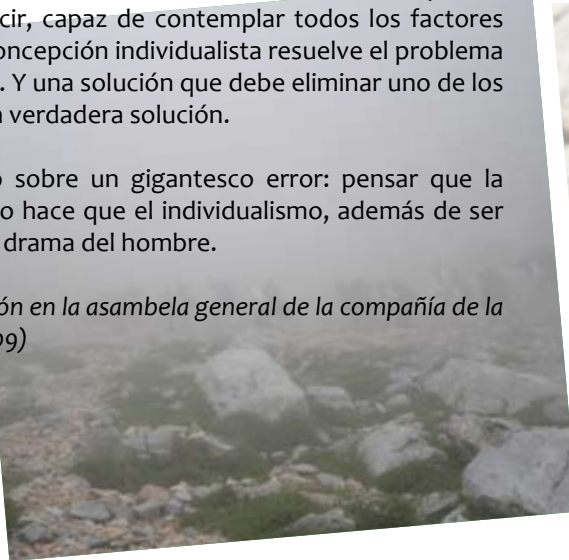 cir, capaz de contemplar todos los factores
oncepción individualista resuelve el problema
. Y una solución que debe eliminar uno de los
verdadera solución.
sobre un gigantesco error: pensar que la
o hace que el individualismo, además de ser
drama del hombre.
ón en la asambela general de la compañía de la
09)